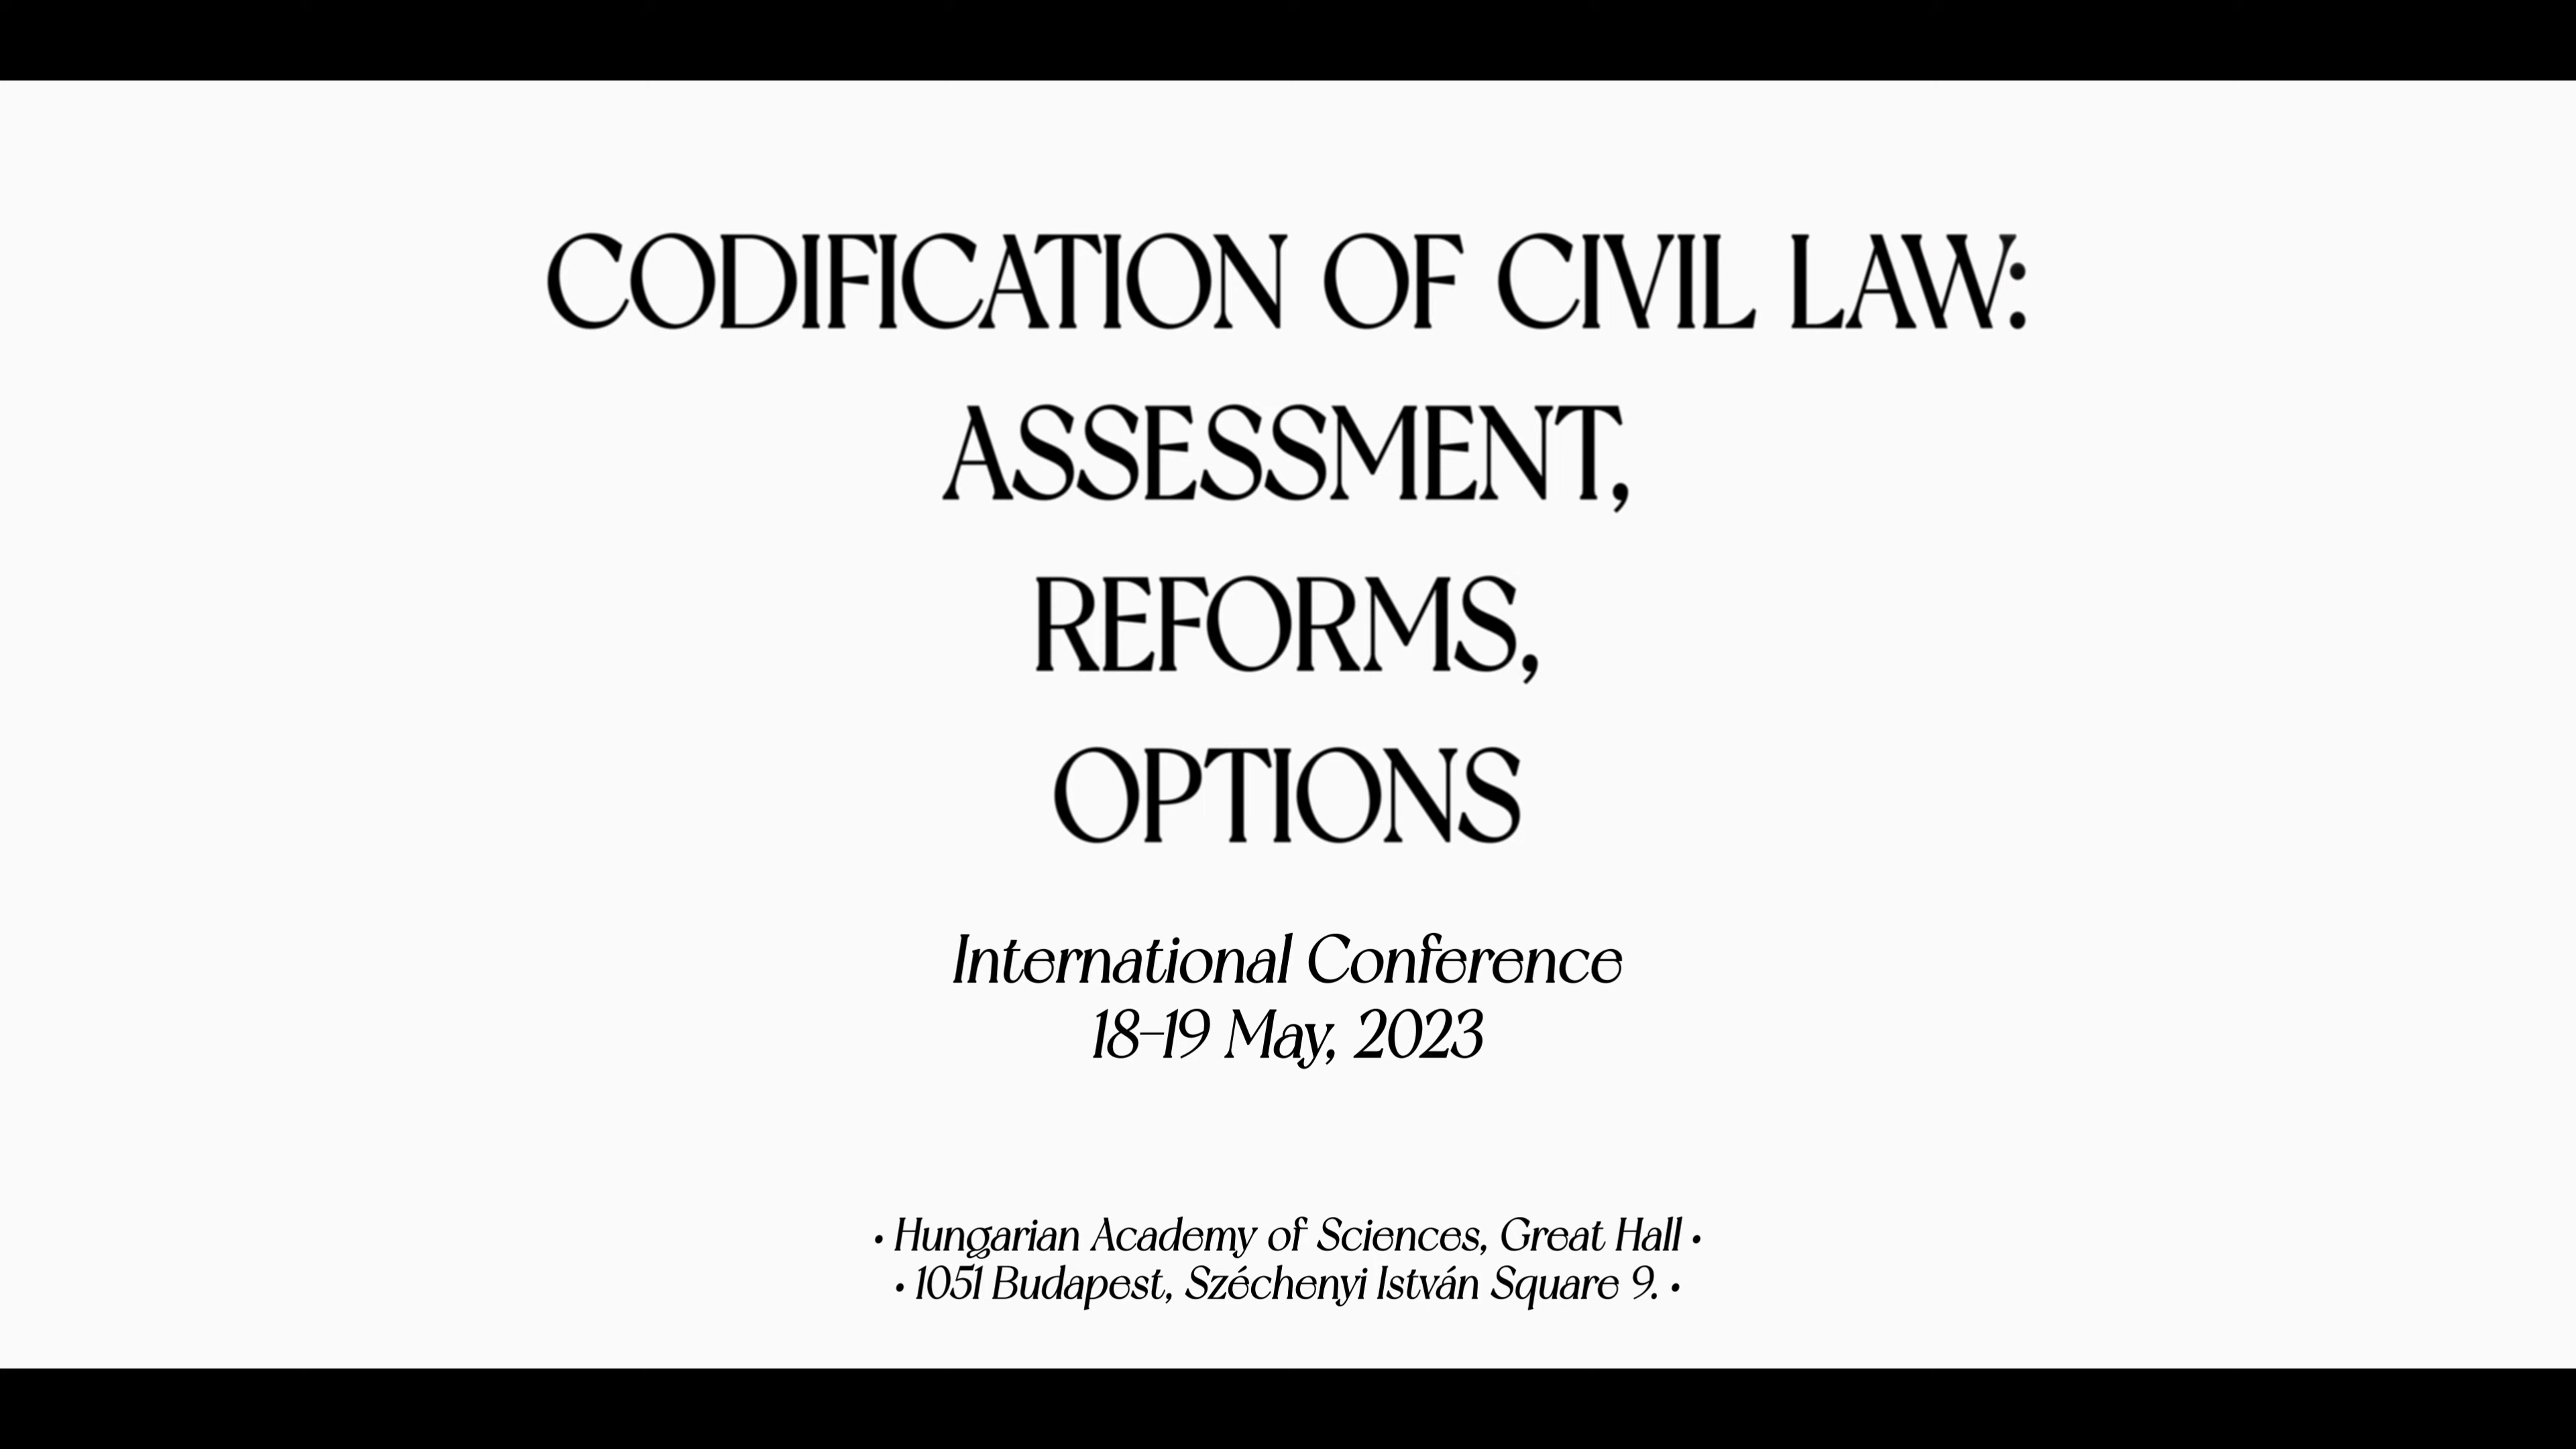 CODIFICATION OF CIVIL LAW:
ASSESSMENT,
REFORMS,
OPTIONS
International Conference
18–19 May, 2023
• Hungarian Academy of Sciences, Great Hall •
• 1051 Budapest, Széchenyi István Square 9. •